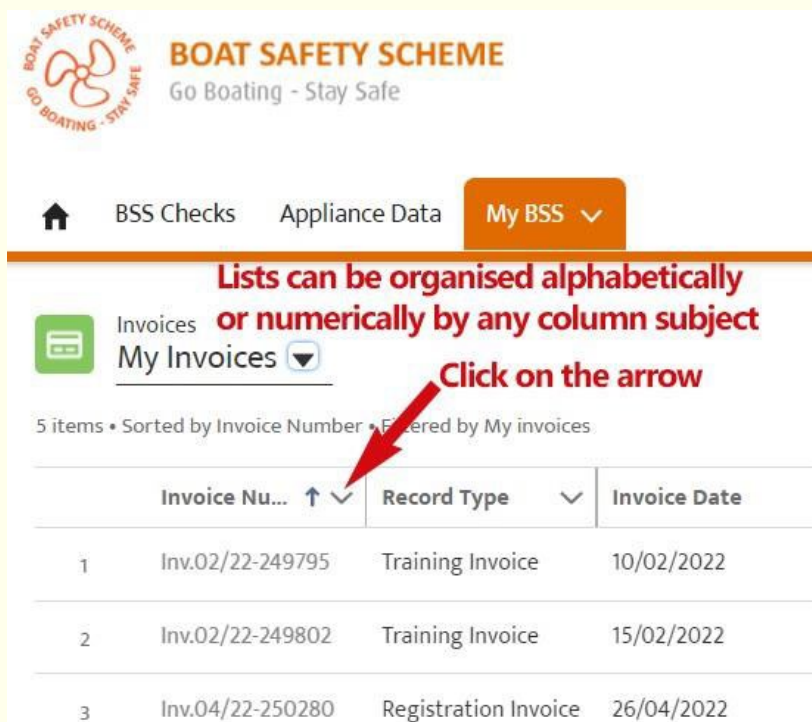 BOAT SAFETY SCHEME
GO BOATING - STAY SAFE
BOAT SAFETY SCHEME
Go Boating - Stay Safe
BSS Checks Appliance Data My BSS
Lists can be organised alphabetically
or numerically by any column subject
Invoices
My Invoices
Click on the arrow
5 items • Sorted by Invoice Number • Filtered by My invoices
Invoice Nu... Record Type Invoice Date
1 Inv.02/22-249795 Training Invoice 10/02/2022
2 Inv.02/22-249802 Training Invoice 15/02/2022
3 Inv.04/22-250280 Registration Invoice 26/04/2022